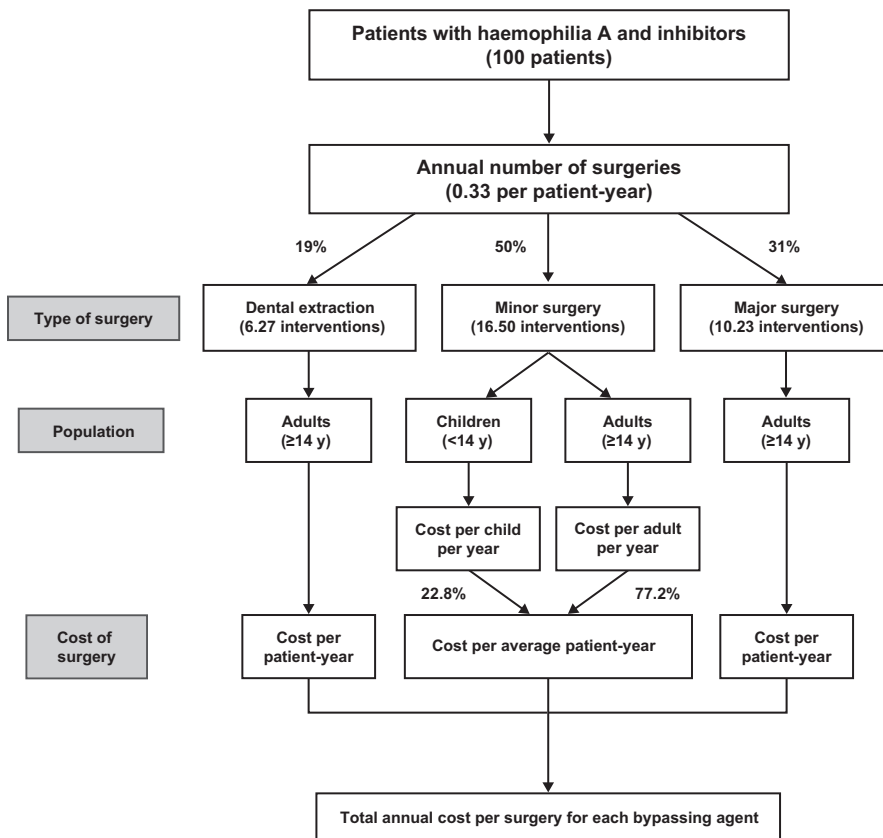 Patients with haemophilia A and inhibitors
(100 patients)
Annual number of surgeries
(0.33 per patient-year)
19%
50%
31%
Type of surgery
Dental extraction
(6.27 interventions)
Minor surgery
(16.50 interventions)
Major surgery
(10.23 interventions)
Population
Adults
(≥14 y)
Children
(<14 y)
Adults
(≥14 y)
Adults
(≥14 y)
Cost per child
per year
Cost per adult
per year
22.8%
77.2%
Cost of
surgery
Cost per
patient-year
Cost per average patient-year
Cost per
patient-year
Total annual cost per surgery for each bypassing agent